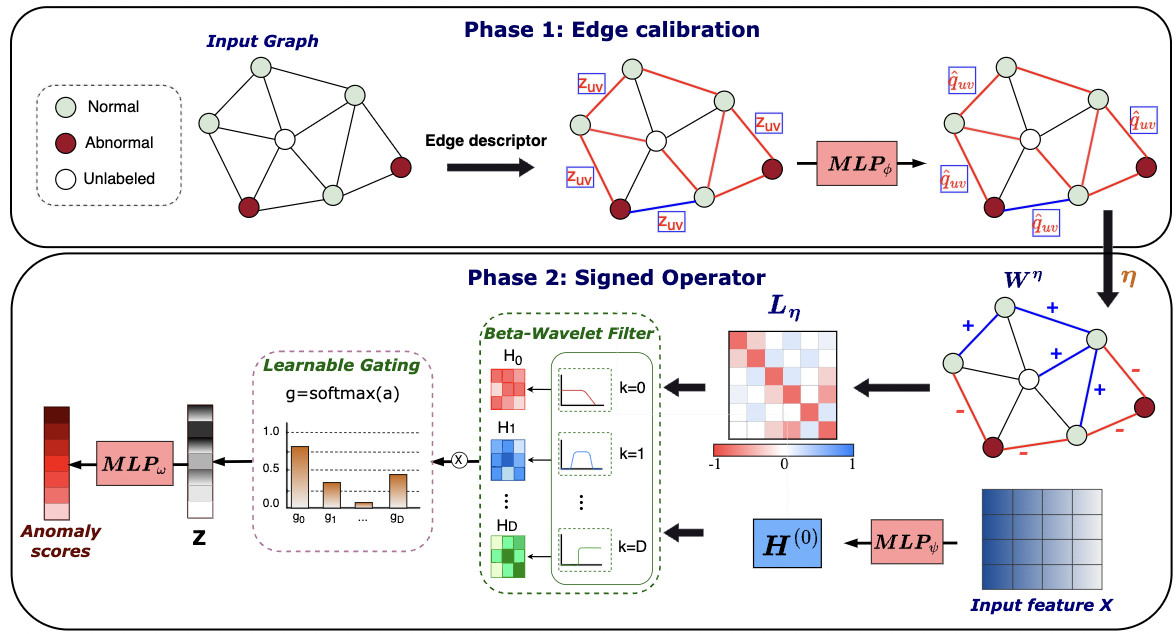 Phase 1: Edge calibration
Input Graph
Normal
Abnormal
Unlabeled
Edge descriptor
z_uv
z_uv
z_uv
z_uv
MLP_ϕ
q̂_uv
q̂_uv
q̂_uv
q̂_uv
η
Phase 2: Signed Operator
W^η
+
+
+
+
-
-
-
-
L_η
-1 0 1
Beta-Wavelet Filter
H_0
k=0
H_1
k=1
⋮ ⋮
H_D
k=D
Learnable Gating
g=softmax(a)
1.0
0.5
0.0
g_0 g_1 ... g_D
X
MLP_ω
Z
Anomaly
scores
H^(0)
MLP_ψ
Input feature X